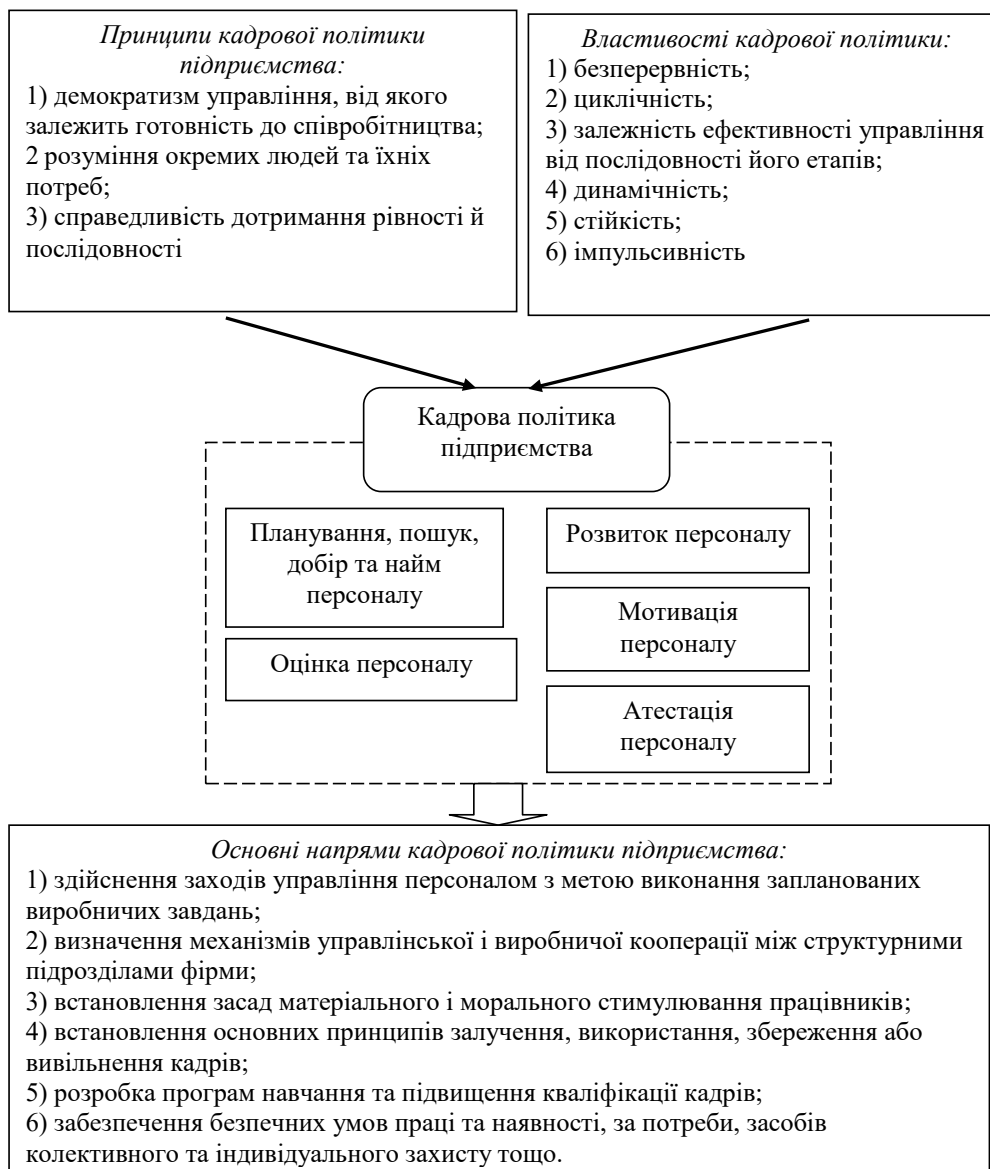 Принципи кадрової політики
підприємства:
1) демократизм управління, від якого
залежить готовність до співробітництва;
2 розуміння окремих людей та їхніх
потреб;
3) справедливість дотримання рівності й
послідовності
Властивості кадрової політики:
1) безперервність;
2) циклічність;
3) залежність ефективності управління
від послідовності його етапів;
4) динамічність;
5) стійкість;
6) імпульсивність
Кадрова політика
підприємства
Планування, пошук,
добір та найм
персоналу
Оцінка персоналу
Розвиток персоналу
Мотивація
персоналу
Атестація
персоналу
Основні напрями кадрової політики підприємства:
1) здійснення заходів управління персоналом з метою виконання запланованих
виробничих завдань;
2) визначення механізмів управлінської і виробничої кооперації між структурними
підрозділами фірми;
3) встановлення засад матеріального і морального стимулювання працівників;
4) встановлення основних принципів залучення, використання, збереження або
вивільнення кадрів;
5) розробка програм навчання та підвищення кваліфікації кадрів;
6) забезпечення безпечних умов праці та наявності, за потреби, засобів
колективного та індивідуального захисту тощо.